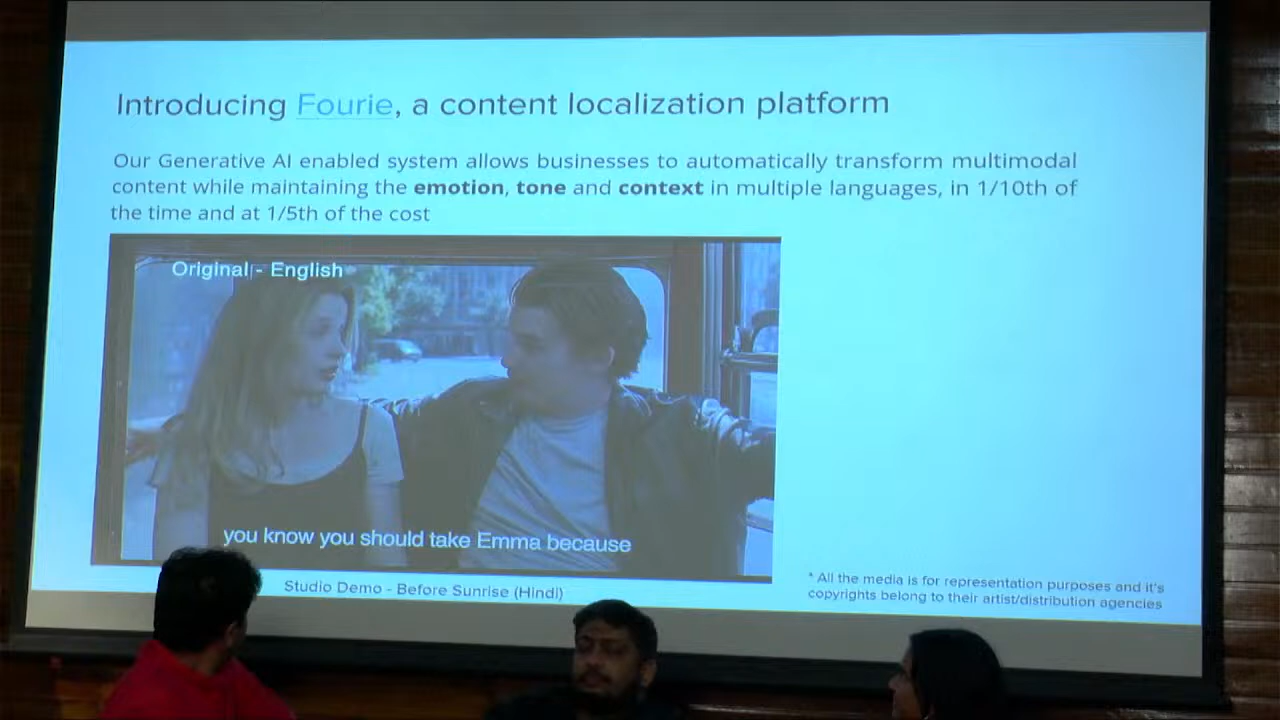 Introducing Fourie, a content localization platform
Our Generative AI enabled system allows businesses to automatically transform multimodal
content while maintaining the emotion, tone and context in multiple languages, in 1/10th of
the time and at 1/5th of the cost
Original - English
you know you should take Emma because
Studio Demo - Before Sunrise (Hindi)
* All the media is for representation purposes and it's
copyrights belong to their artist/distribution agencies